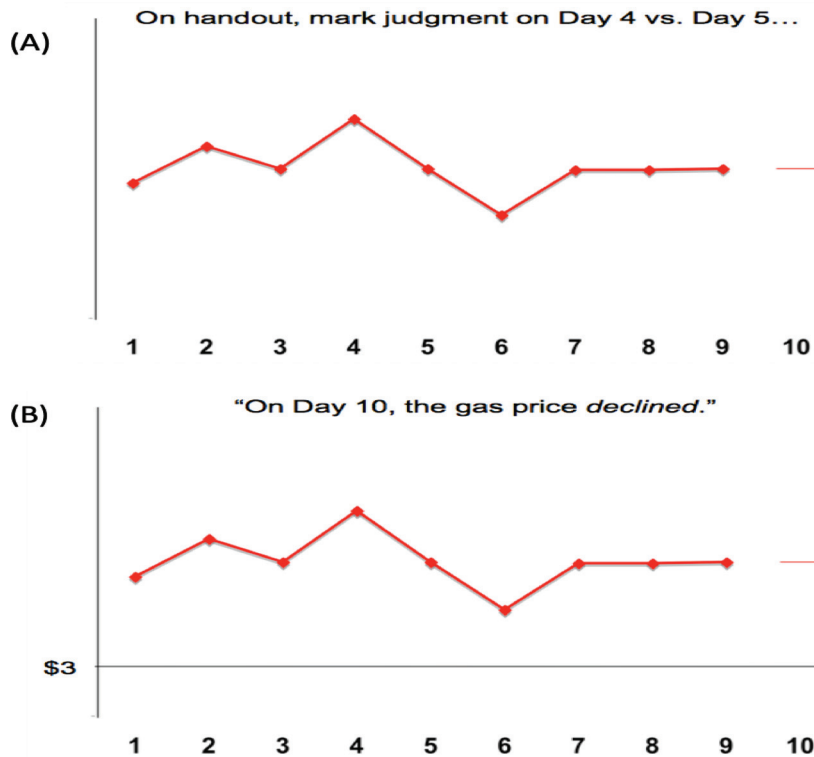 On handout, mark judgment on Day 4 vs. Day 5…
(A)
1 2 3 4 5 6 7 8 9 10
“On Day 10, the gas price declined.”
(B)
$3
1 2 3 4 5 6 7 8 9 10